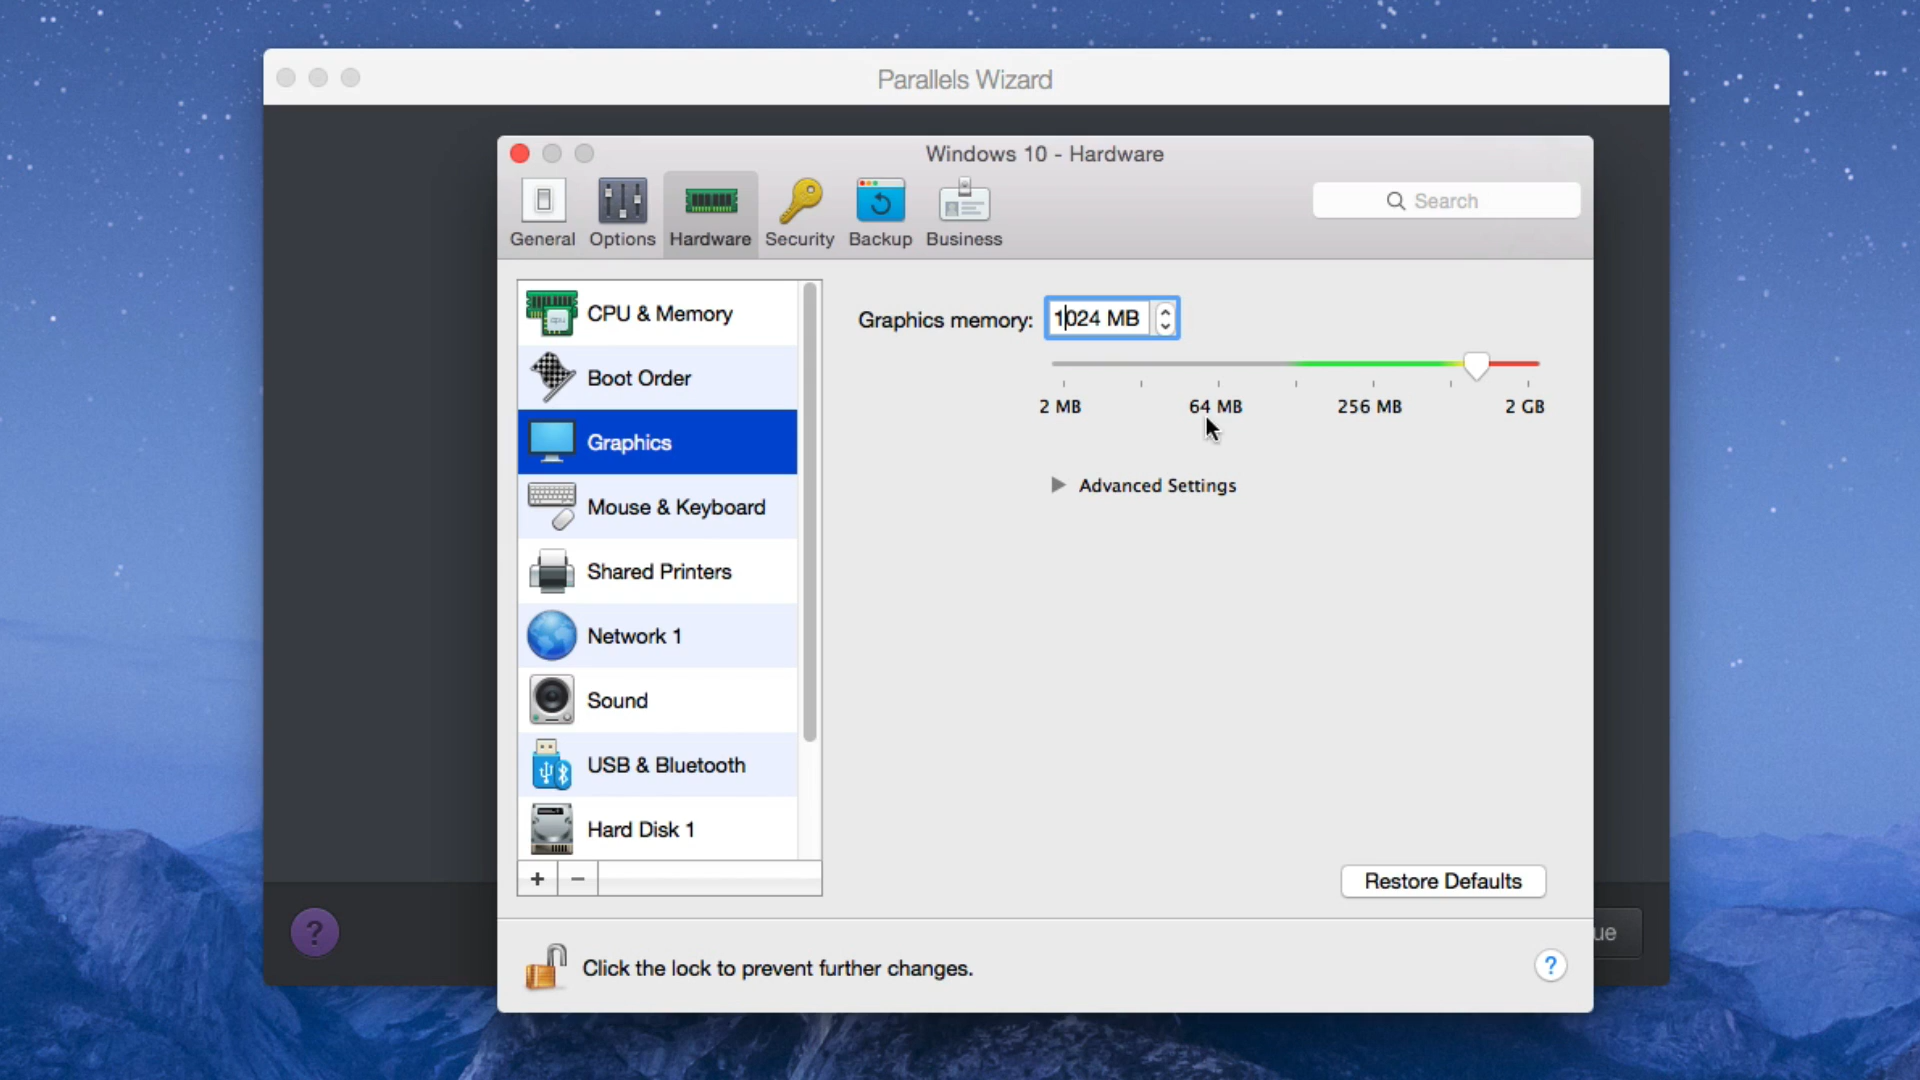 Parallels Wizard
Windows 10 - Hardware
General Options Hardware Security Backup Business
Search
CPU & Memory
Boot Order
Graphics
Mouse & Keyboard
Shared Printers
Network 1
Sound
USB & Bluetooth
Hard Disk 1
+ −
Graphics memory: 1024 MB
2 MB 64 MB 256 MB 2 GB
Advanced Settings
Restore Defaults
?
ue
Click the lock to prevent further changes.
?